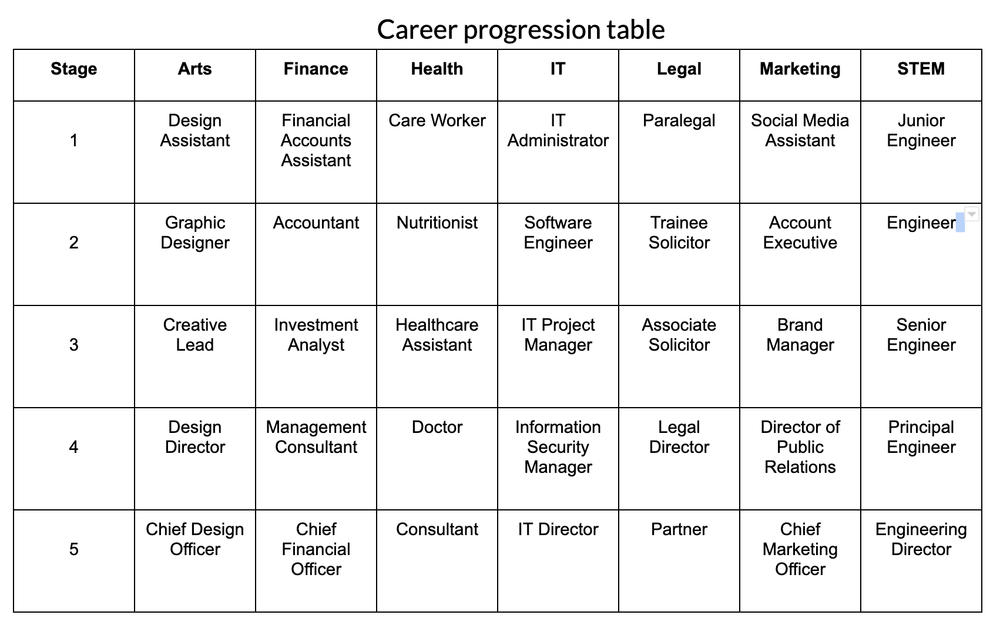 Career progression table
Stage Arts Finance Health IT Legal Marketing STEM
1
Design
Assistant
Financial
Accounts
Assistant
Care Worker
IT
Administrator
Paralegal
Social Media
Assistant
Junior
Engineer
2
Graphic
Designer
Accountant
Nutritionist
Software
Engineer
Trainee
Solicitor
Account
Executive
Engineer
3
Creative
Lead
Investment
Analyst
Healthcare
Assistant
IT Project
Manager
Associate
Solicitor
Brand
Manager
Senior
Engineer
4
Design
Director
Management
Consultant
Doctor
Information
Security
Manager
Legal
Director
Director of
Public
Relations
Principal
Engineer
5
Chief Design
Officer
Chief
Financial
Officer
Consultant
IT Director
Partner
Chief
Marketing
Officer
Engineering
Director